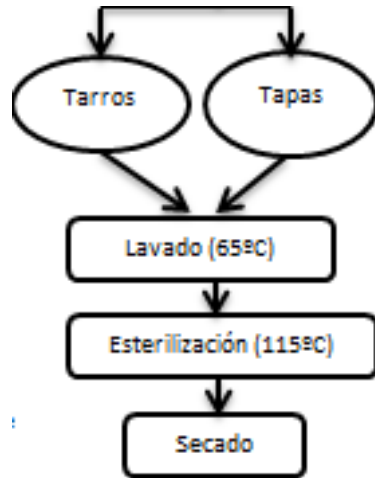 Tarros
Tapas
Lavado (65ºC)
Esterilización (115ºC)
Secado